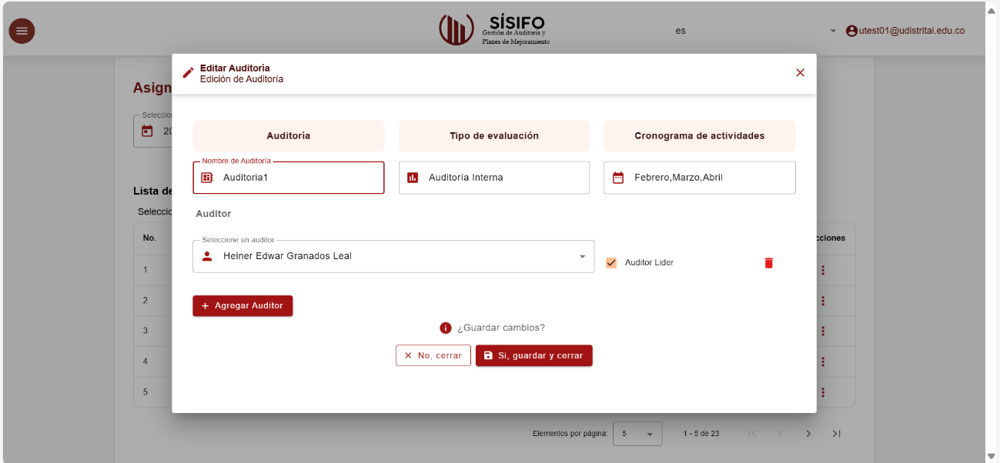 SÍSIFO
Gestión de Auditoría y
Planes de Mejoramiento
es
utest01@udistrital.edu.co
Editar Auditoría
Edición de Auditoría
Asign
Seleccio
20
Auditoría
Tipo de evaluación
Cronograma de actividades
Nombre de Auditoría
Auditoria1
Auditoría Interna
Febrero,Marzo,Abril
Lista de
Selecci
Auditor
No.
cciones
Seleccione un auditor
Heiner Edwar Granados Leal
Auditor Lider
1
2
Agregar Auditor
3
¿Guardar cambios?
4
No, cerrar
Si, guardar y cerrar
5
Elementos por página:
5
1 - 5 de 23